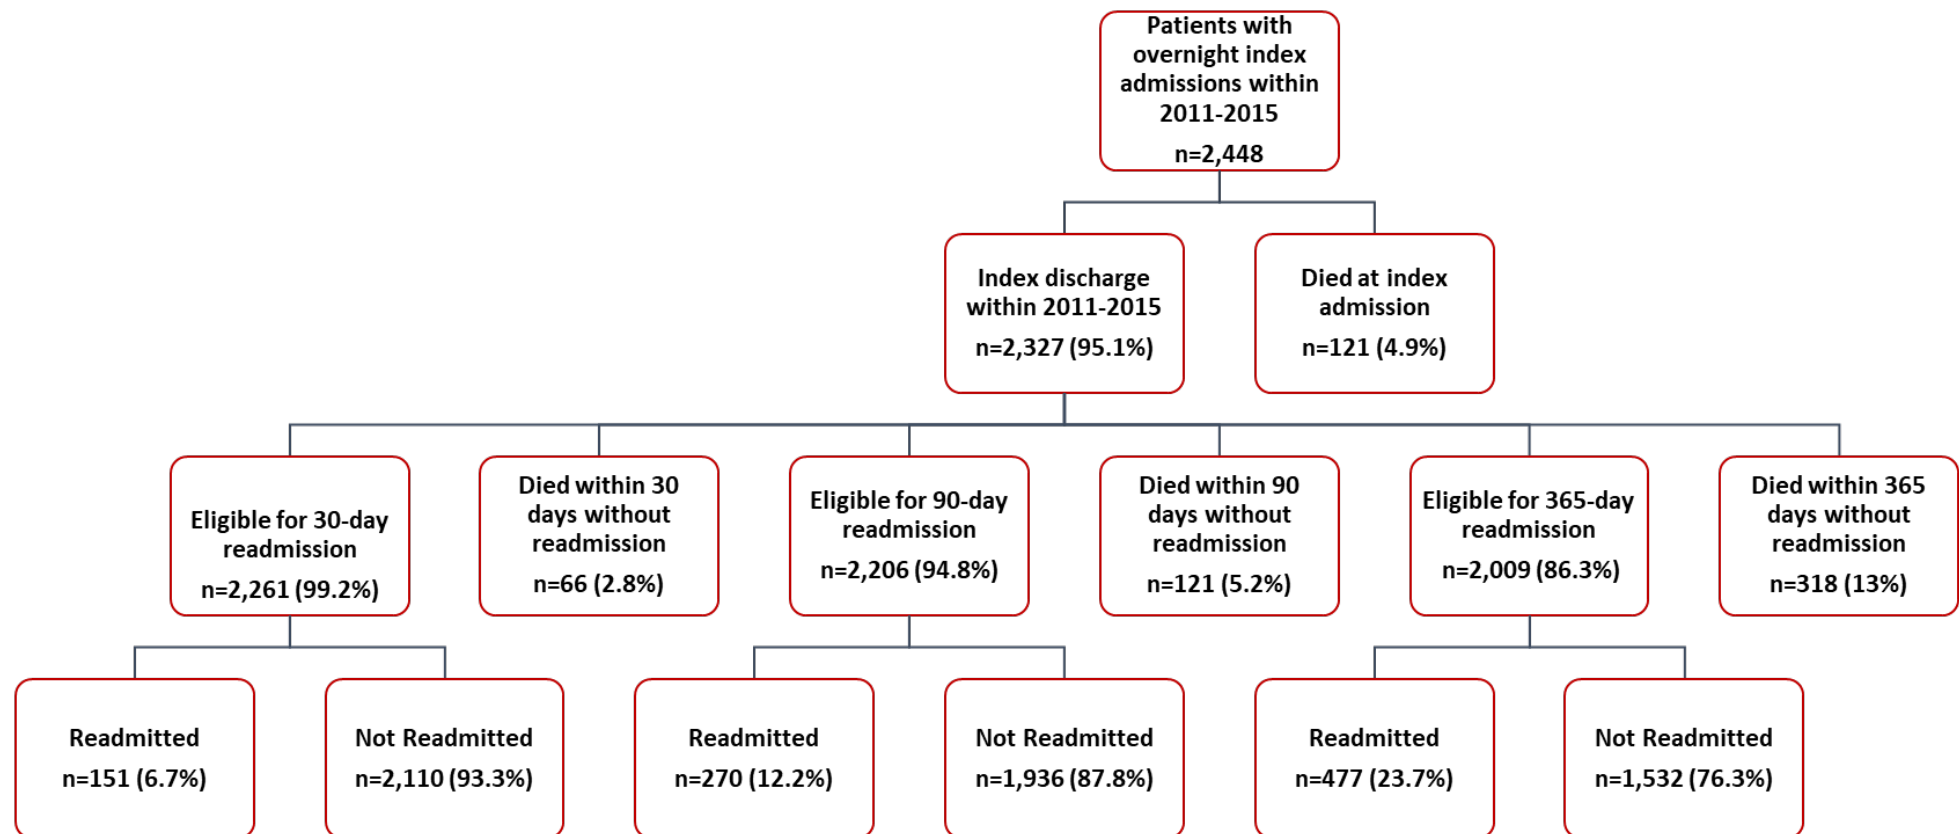 Patients with
overnight index
admissions within
2011-2015
n=2,448
Index discharge
within 2011-2015
n=2,327 (95.1%)
Died at index
admission
n=121 (4.9%)
Eligible for 30-day
readmission
n=2,261 (99.2%)
Died within 30
days without
readmission
n=66 (2.8%)
Eligible for 90-day
readmission
n=2,206 (94.8%)
Died within 90
days without
readmission
n=121 (5.2%)
Eligible for 365-day
readmission
n=2,009 (86.3%)
Died within 365
days without
readmission
n=318 (13%)
Readmitted
n=151 (6.7%)
Not Readmitted
n=2,110 (93.3%)
Readmitted
n=270 (12.2%)
Not Readmitted
n=1,936 (87.8%)
Readmitted
n=477 (23.7%)
Not Readmitted
n=1,532 (76.3%)